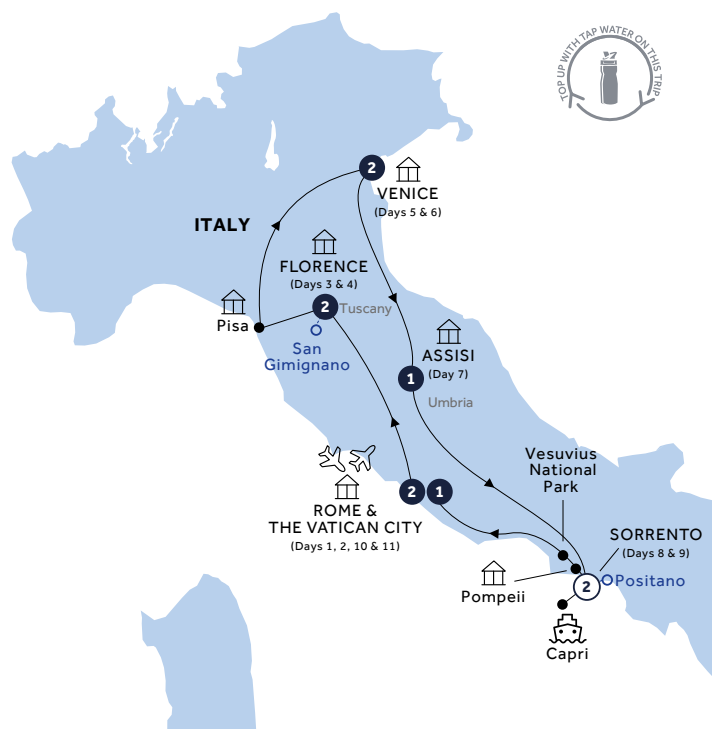 TOP UP WITH TAP WATER ON THIS TRIP
2
VENICE
(Days 5 & 6)
ITALY
FLORENCE
(Days 3 & 4)
2
Tuscany
Pisa
San
Gimignano
ASSISI
(Day 7)
1
Umbria
Vesuvius
National
Park
2
1
ROME &
THE VATICAN CITY
(Days 1, 2, 10 & 11)
SORRENTO
(Days 8 & 9)
2
Positano
Pompeii
Capri